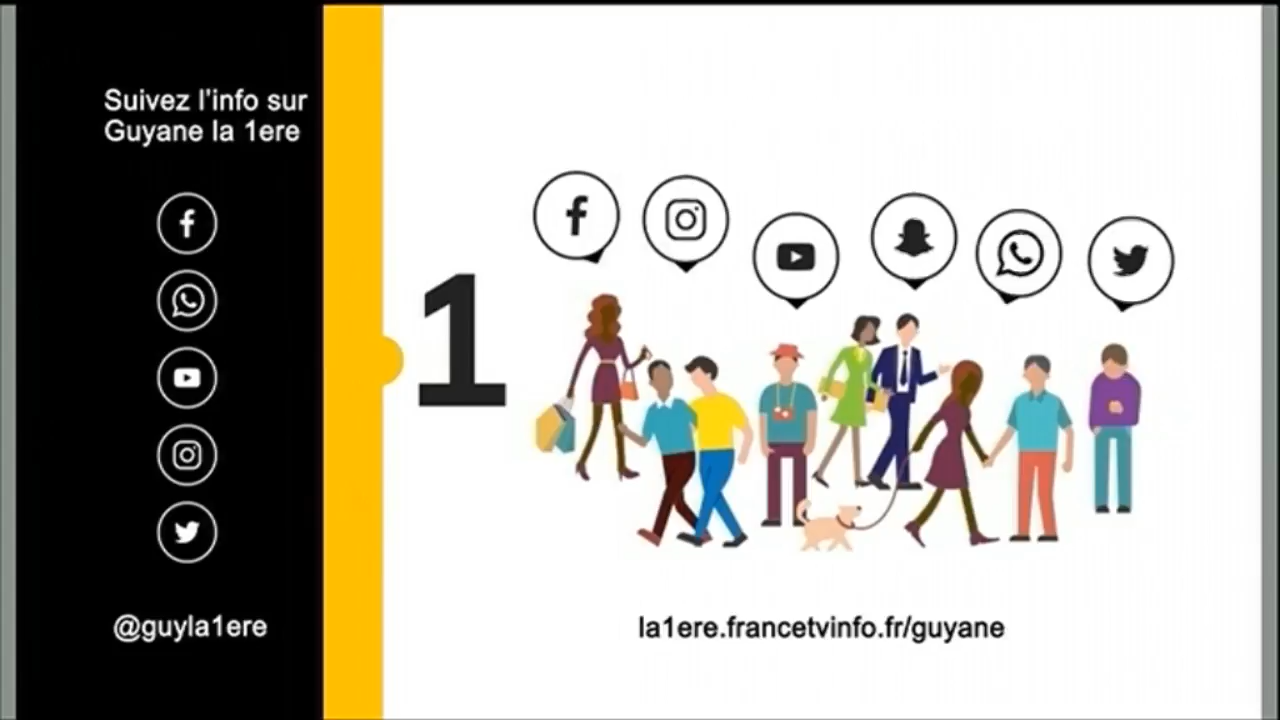 Suivez l'info sur
Guyane la 1ere
@guyla1ere
1
la1ere.francetvinfo.fr/guyane